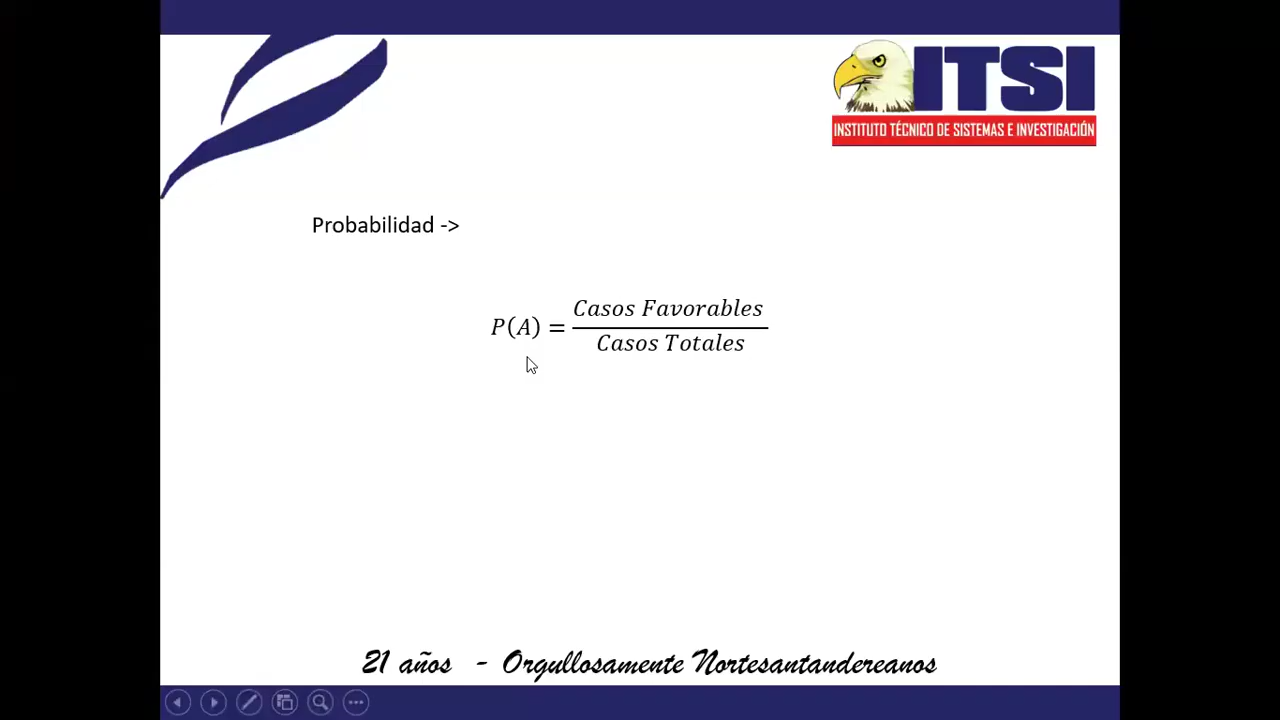 ITSI
INSTITUTO TÉCNICO DE SISTEMAS E INVESTIGACIÓN
Probabilidad ->
P(A) = Casos Favorables / Casos Totales
21 años - Orgullosamente Nortesantandereanos